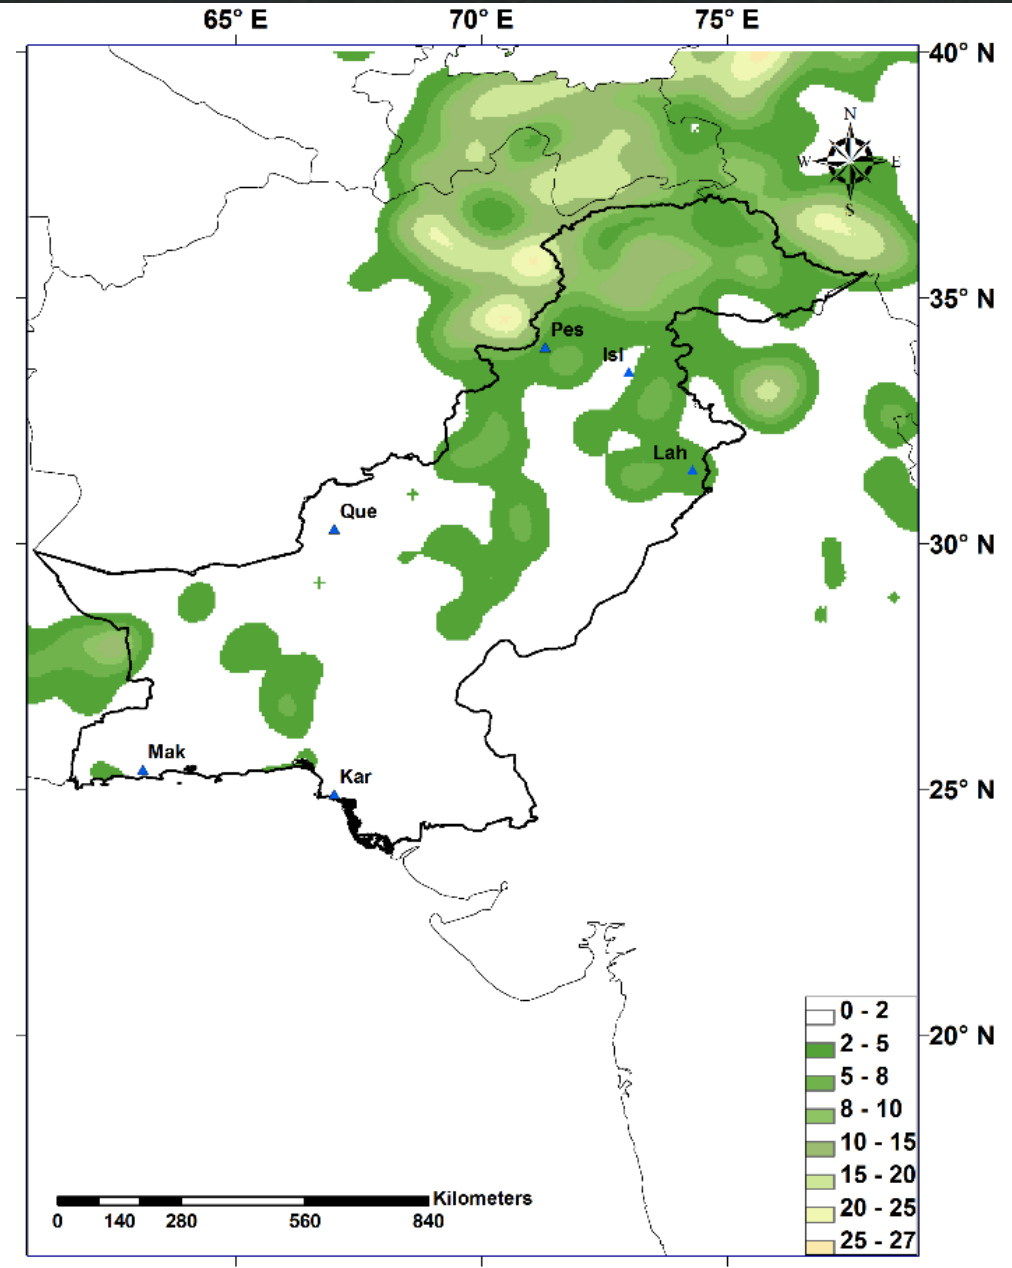 65° E 70° E 75° E
40° N
N
W E
S
35° N
Pes
Isl
Lah
Que
30° N
Mak
Kar
25° N
0 - 2
20° N
2 - 5
5 - 8
8 - 10
10 - 15
15 - 20
20 - 25
25 - 27
Kilometers
0 140 280 560 840